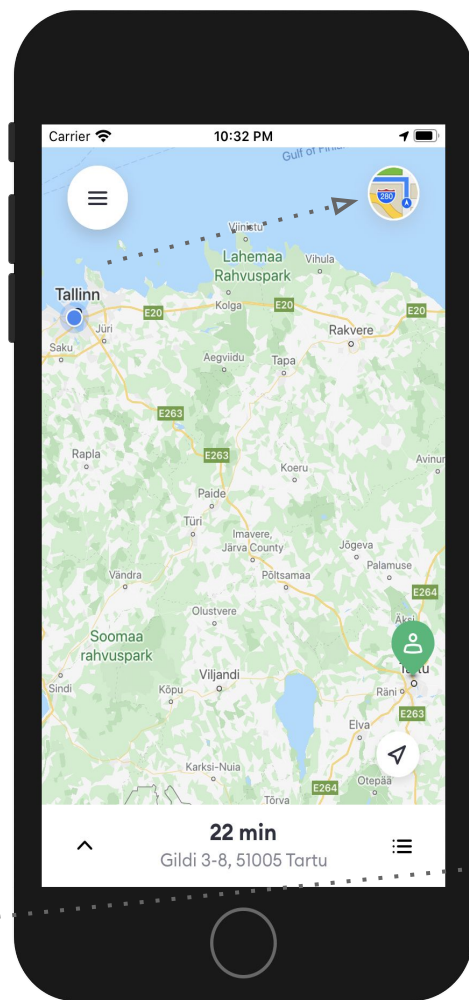 Carrier
10:32 PM
Gulf of
280
Viinistu
Lahemaa
Rahvuspark
Vihula
Tallinn
Kolga
E20
E20
E20
Jüri
Saku
Rakvere
Aegviidu
Tapa
E263
Rapla
E263
Koeru
Avinur
Paide
Türi
Imavere,
Järva County
Jõgeva
Palamuse
Vändra
Põltsamaa
E264
Olustvere
Äksi
Soomaa
rahvuspark
Viljandi
Sindi
Kõpu
Räni
E263
Elva
Karksi-Nuia
Otepää
E264
Tõrva
22 min
Gildi 3-8, 51005 Tartu